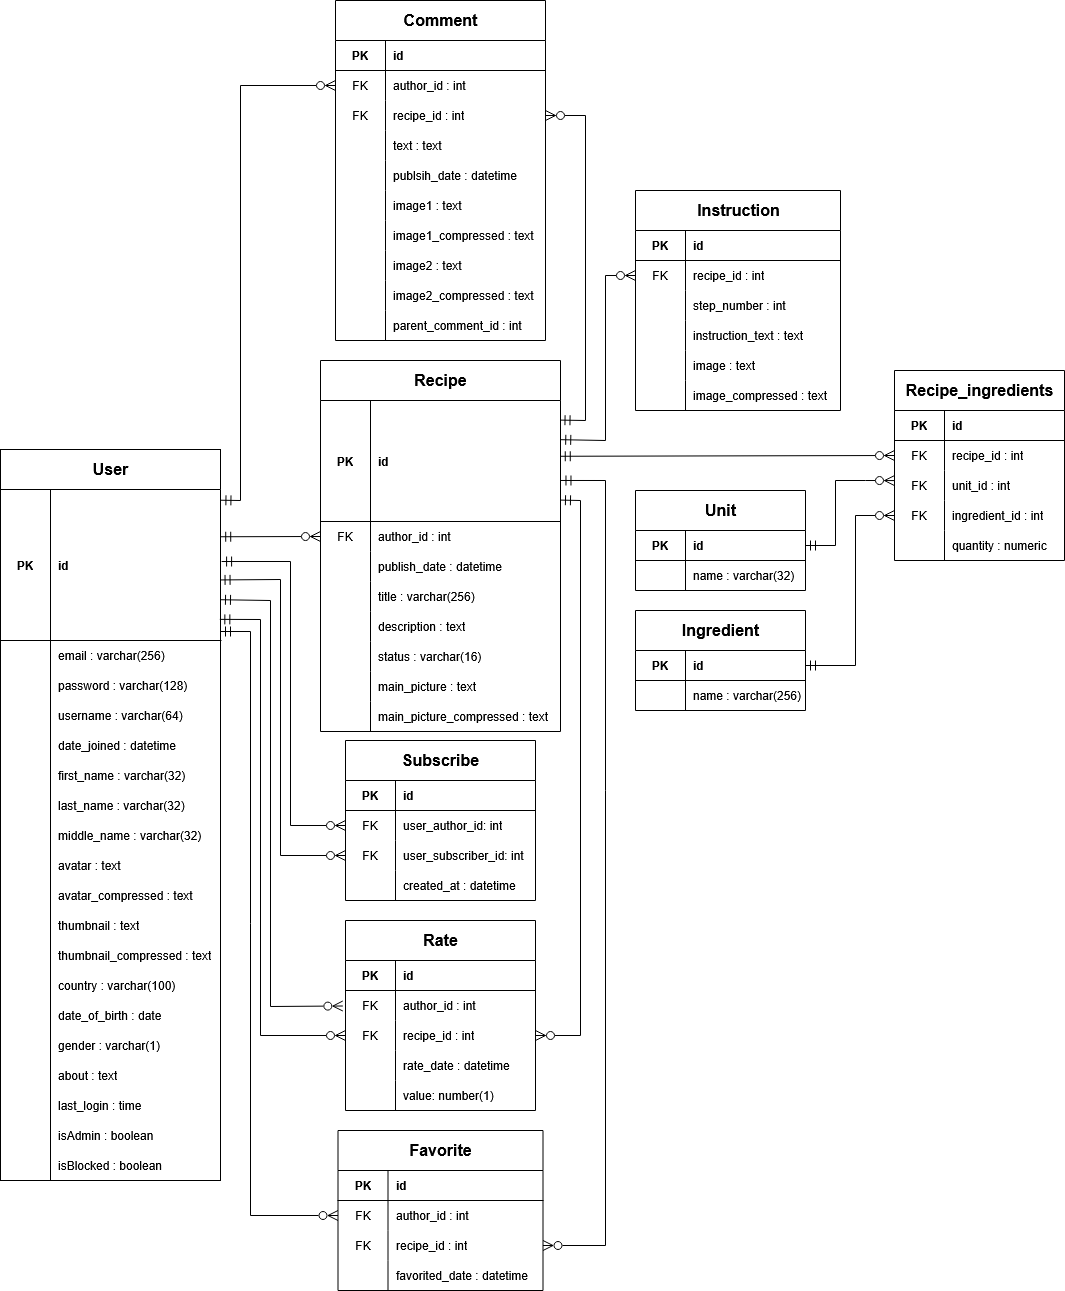 Comment
PK id
FK author_id : int
FK recipe_id : int
text : text
publsih_date : datetime
image1 : text
image1_compressed : text
image2 : text
image2_compressed : text
parent_comment_id : int
Instruction
PK id
FK recipe_id : int
step_number : int
instruction_text : text
image : text
image_compressed : text
Recipe
PK id
FK author_id : int
publish_date : datetime
title : varchar(256)
description : text
status : varchar(16)
main_picture : text
main_picture_compressed : text
Recipe_ingredients
PK id
FK recipe_id : int
FK unit_id : int
FK ingredient_id : int
quantity : numeric
User
PK id
email : varchar(256)
password : varchar(128)
username : varchar(64)
date_joined : datetime
first_name : varchar(32)
last_name : varchar(32)
middle_name : varchar(32)
avatar : text
avatar_compressed : text
thumbnail : text
thumbnail_compressed : text
country : varchar(100)
date_of_birth : date
gender : varchar(1)
about : text
last_login : time
isAdmin : boolean
isBlocked : boolean
Unit
PK id
name : varchar(32)
Ingredient
PK id
name : varchar(256)
Subscribe
PK id
FK user_author_id: int
FK user_subscriber_id: int
created_at : datetime
Rate
PK id
FK author_id : int
FK recipe_id : int
rate_date : datetime
value: number(1)
Favorite
PK id
FK author_id : int
FK recipe_id : int
favorited_date : datetime